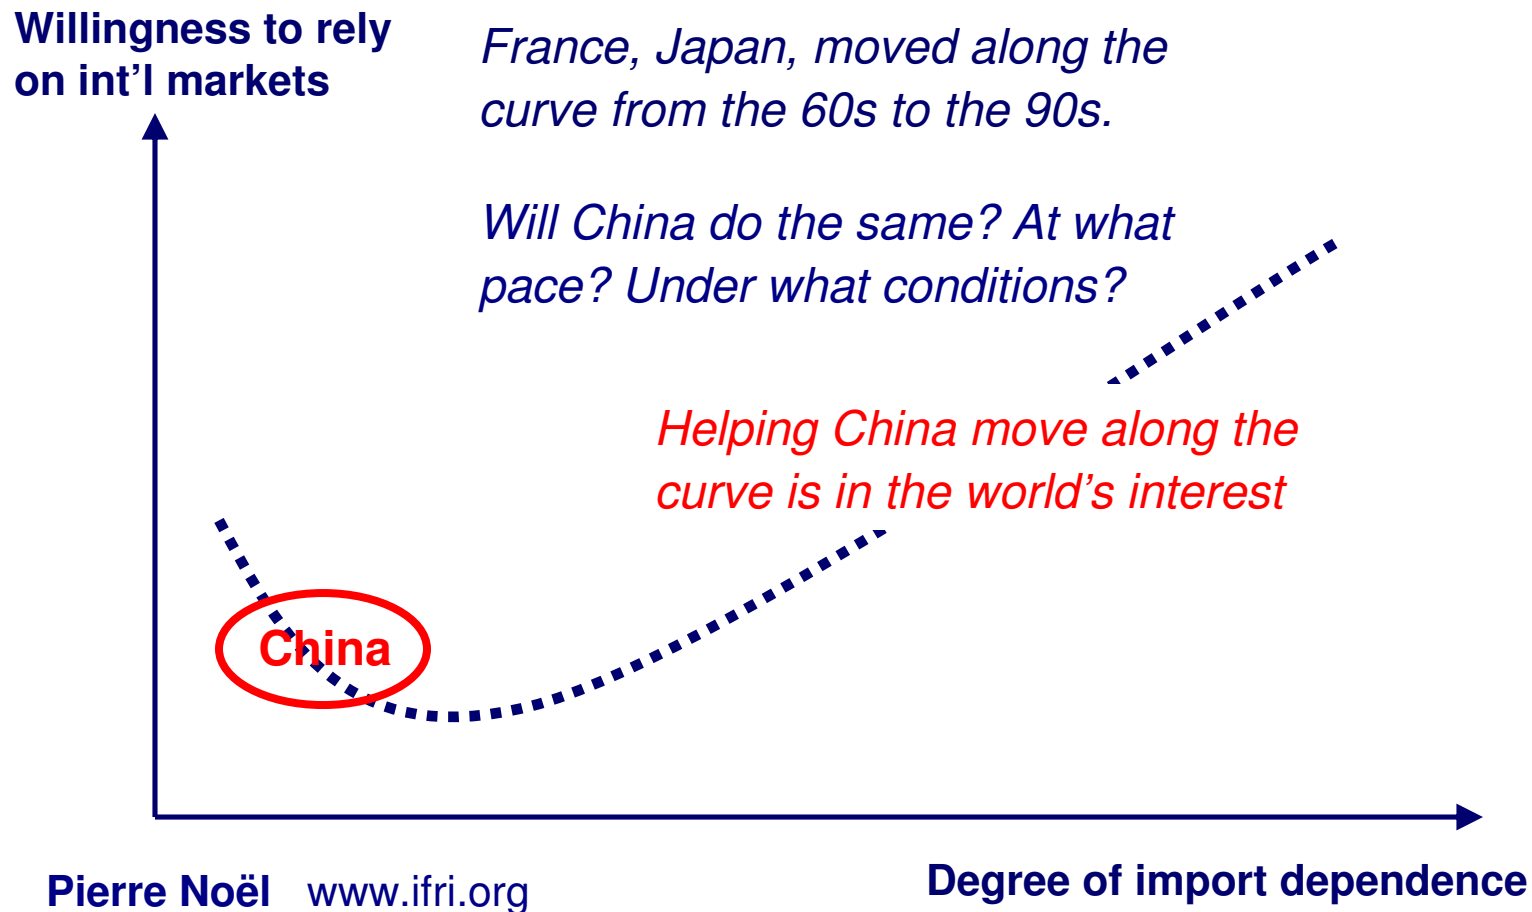 Willingness to rely
on int'l markets
France, Japan, moved along the
curve from the 60s to the 90s.
Will China do the same? At what
pace? Under what conditions?
Helping China move along the
curve is in the world's interest
China
Pierre Noël www.ifri.org
Degree of import dependence